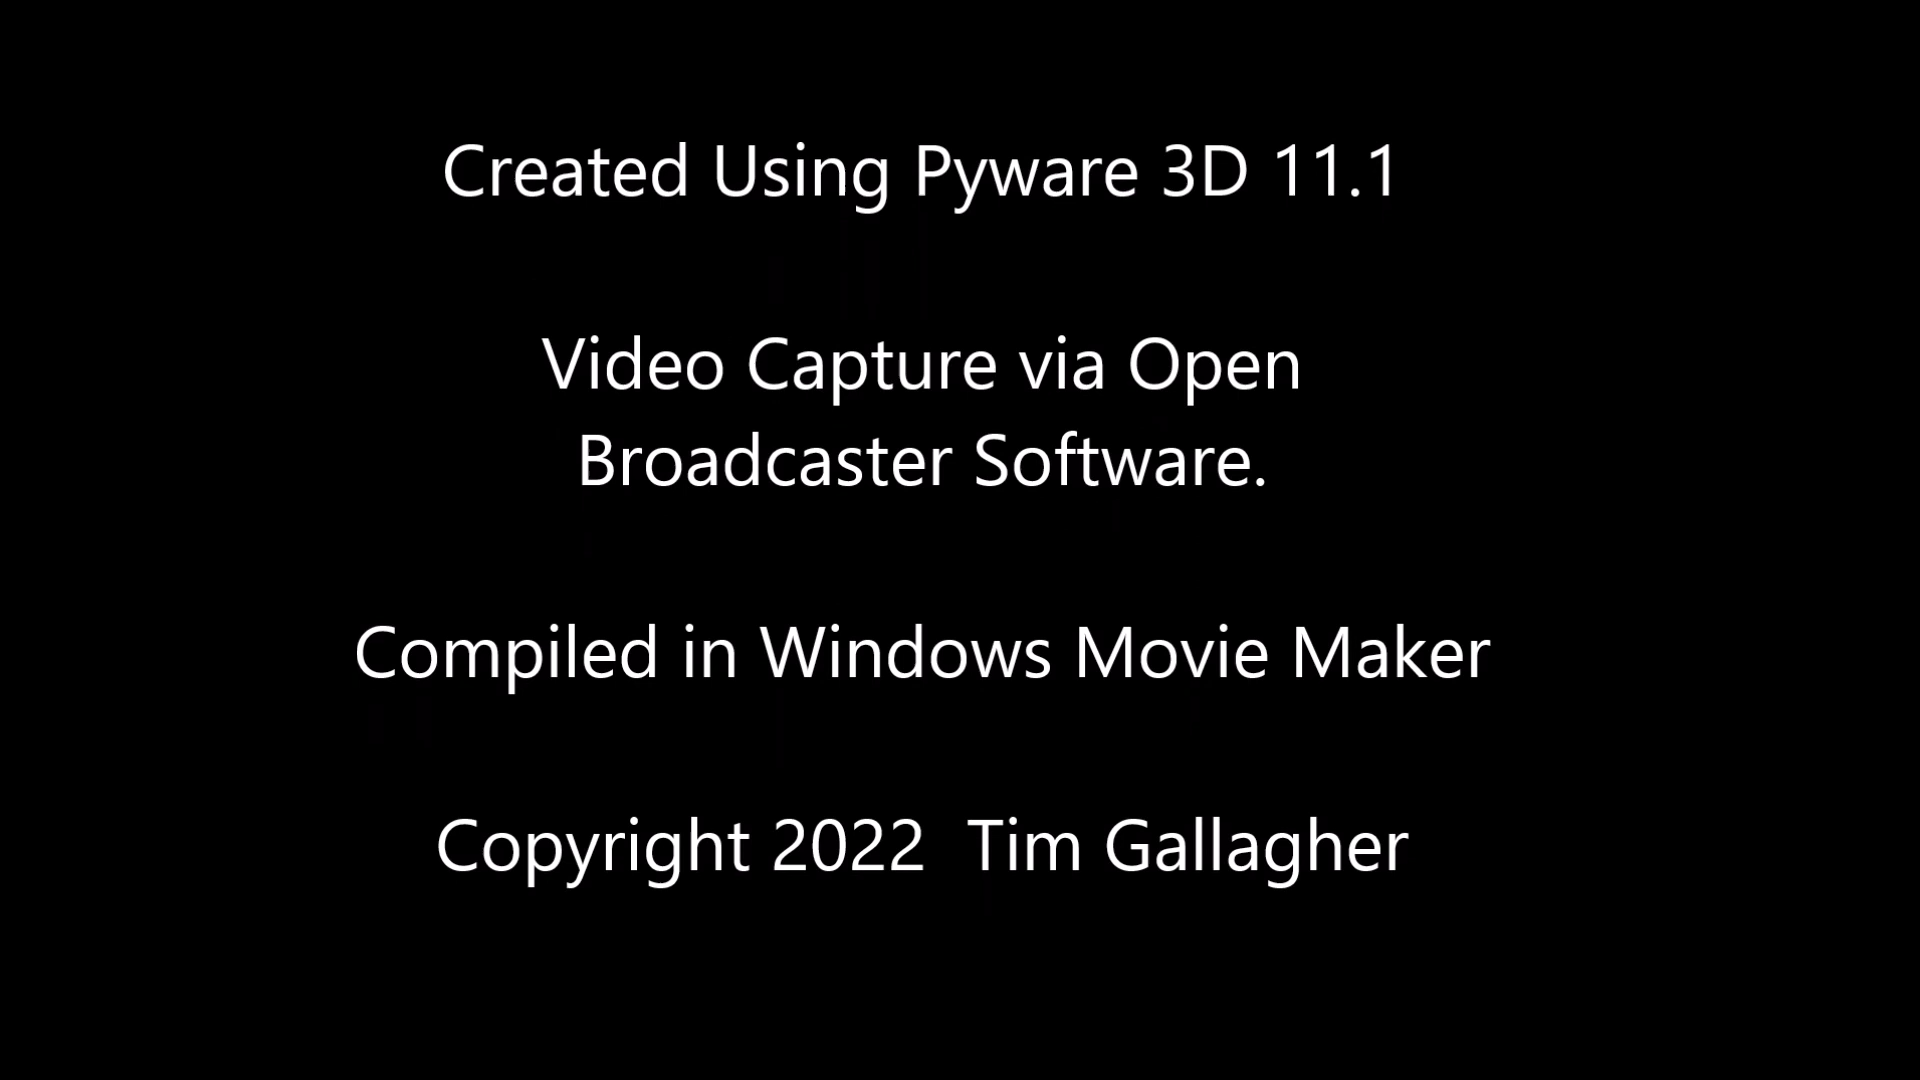 Created Using Pyware 3D 11.1
Video Capture via Open
Broadcaster Software.
Compiled in Windows Movie Maker
Copyright 2022  Tim Gallagher